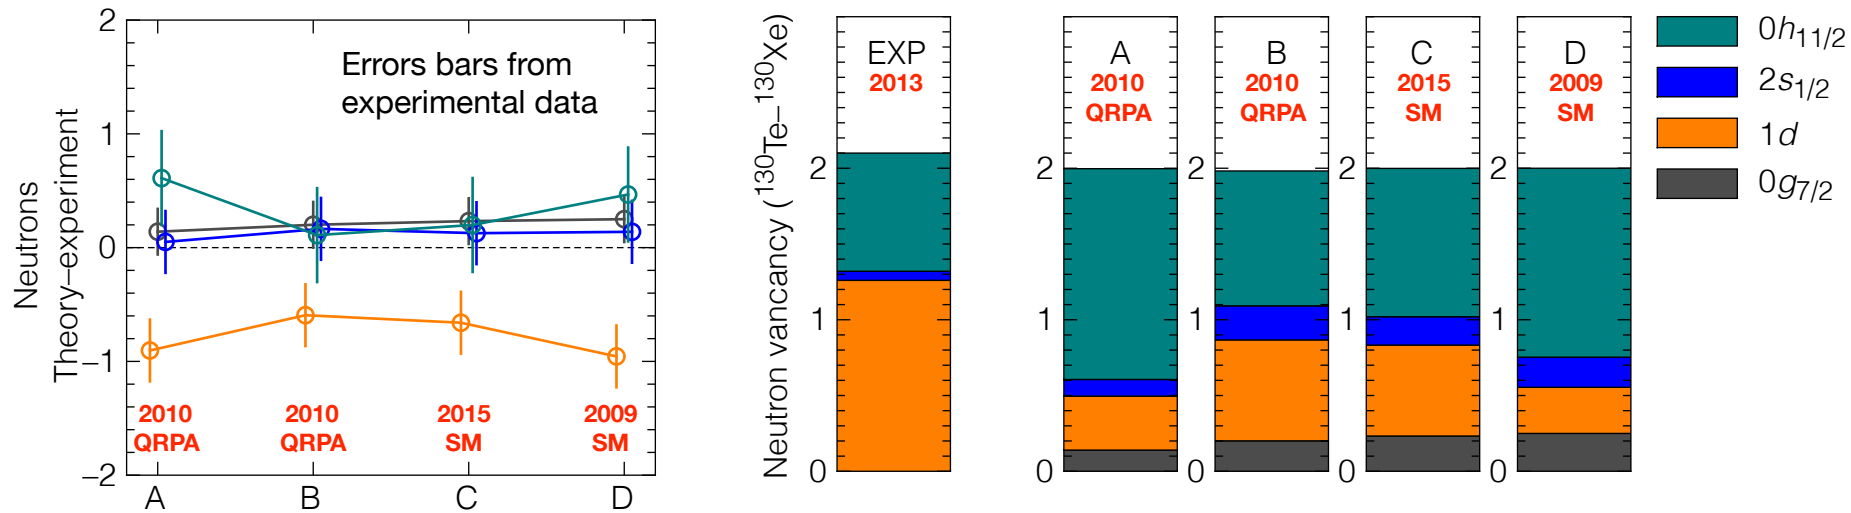 2
1
0
−1
−2
Neutrons
Theory–experiment
Errors bars from
experimental data
2010
QRPA
2010
QRPA
2015
SM
2009
SM
A
B
C
D
Neutron vancancy (¹³⁰Te–¹³⁰Xe)
2
1
0
EXP
2013
2
1
0
A
2010
QRPA
2
1
0
B
2010
QRPA
2
1
0
C
2015
SM
2
1
0
D
2009
SM
0h11/2
2s1/2
1d
0g7/2